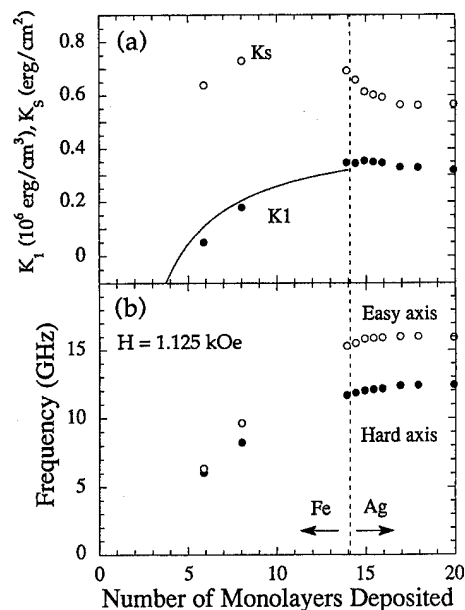 (a)
Ks
K1
0.8
0.6
0.4
0.2
0
K₁ (10⁶ erg/cm³), Kₛ (erg/cm²)
(b)
H = 1.125 kOe
Easy axis
Hard axis
Fe
Ag
20
15
10
5
0
Frequency (GHz)
0 5 10 15 20
Number of Monolayers Deposited